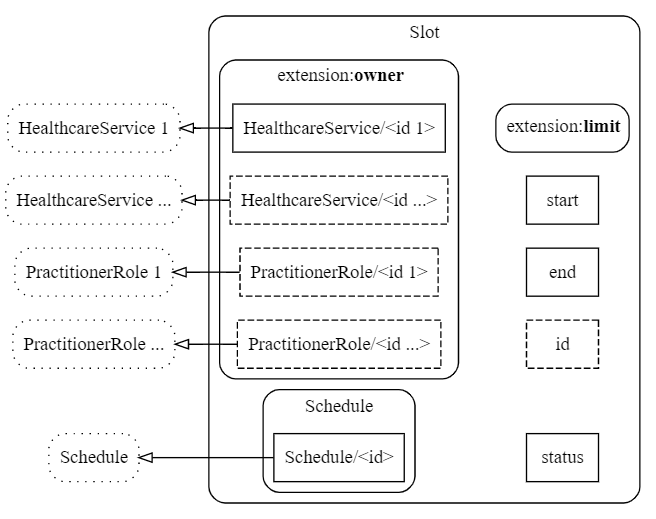 Slot
extension:owner
HealthcareService 1
HealthcareService/<id 1>
extension:limit
HealthcareService ...
HealthcareService/<id ...>
start
PractitionerRole 1
PractitionerRole/<id 1>
end
PractitionerRole ...
PractitionerRole/<id ...>
id
Schedule
Schedule
Schedule/<id>
status